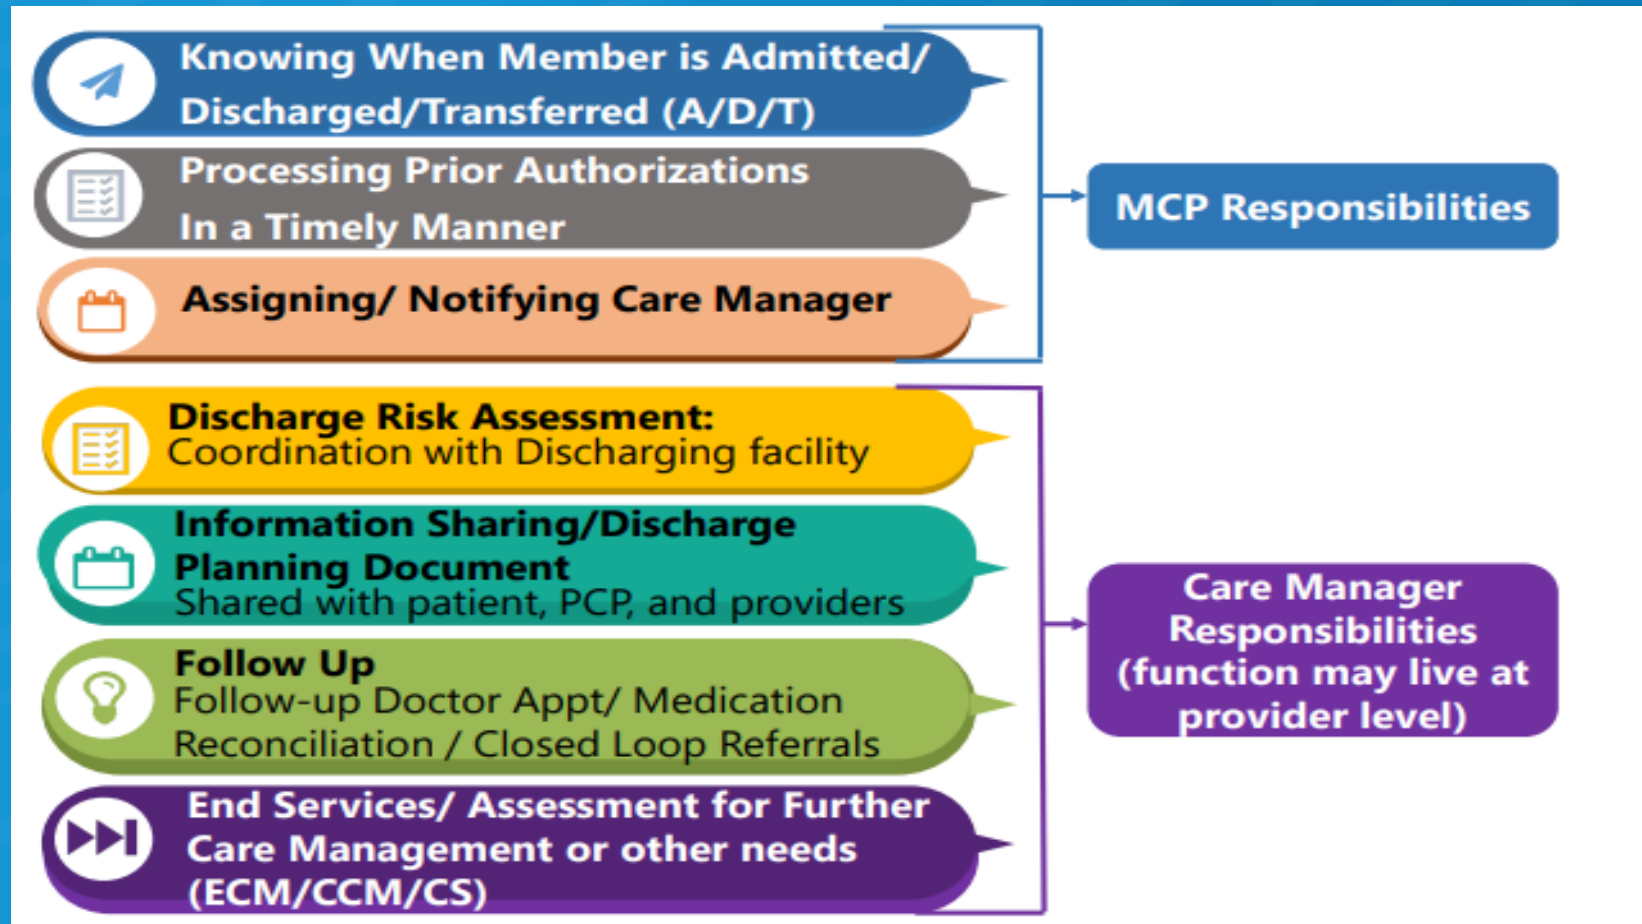 Knowing When Member is Admitted/
Discharged/Transferred (A/D/T)
Processing Prior Authorizations
In a Timely Manner
Assigning/ Notifying Care Manager
MCP Responsibilities
Discharge Risk Assessment:
Coordination with Discharging facility
Information Sharing/Discharge
Planning Document
Shared with patient, PCP, and providers
Follow Up
Follow-up Doctor Appt/ Medication
Reconciliation / Closed Loop Referrals
End Services/ Assessment for Further
Care Management or other needs
(ECM/CCM/CS)
Care Manager
Responsibilities
(function may live at
provider level)